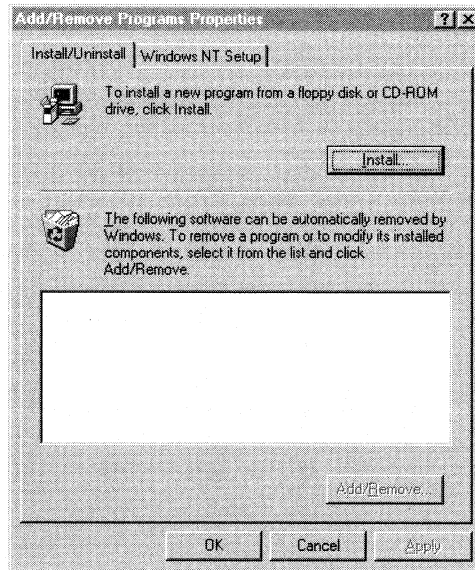 Add/Remove Programs Properties
? X
Install/Uninstall
Windows NT Setup
To install a new program from a floppy disk or CD-ROM
drive, click Install.
Install...
The following software can be automatically removed by
Windows. To remove a program or to modify its installed
components, select it from the list and click
Add/Remove.
Add/Remove...
OK
Cancel
Apply